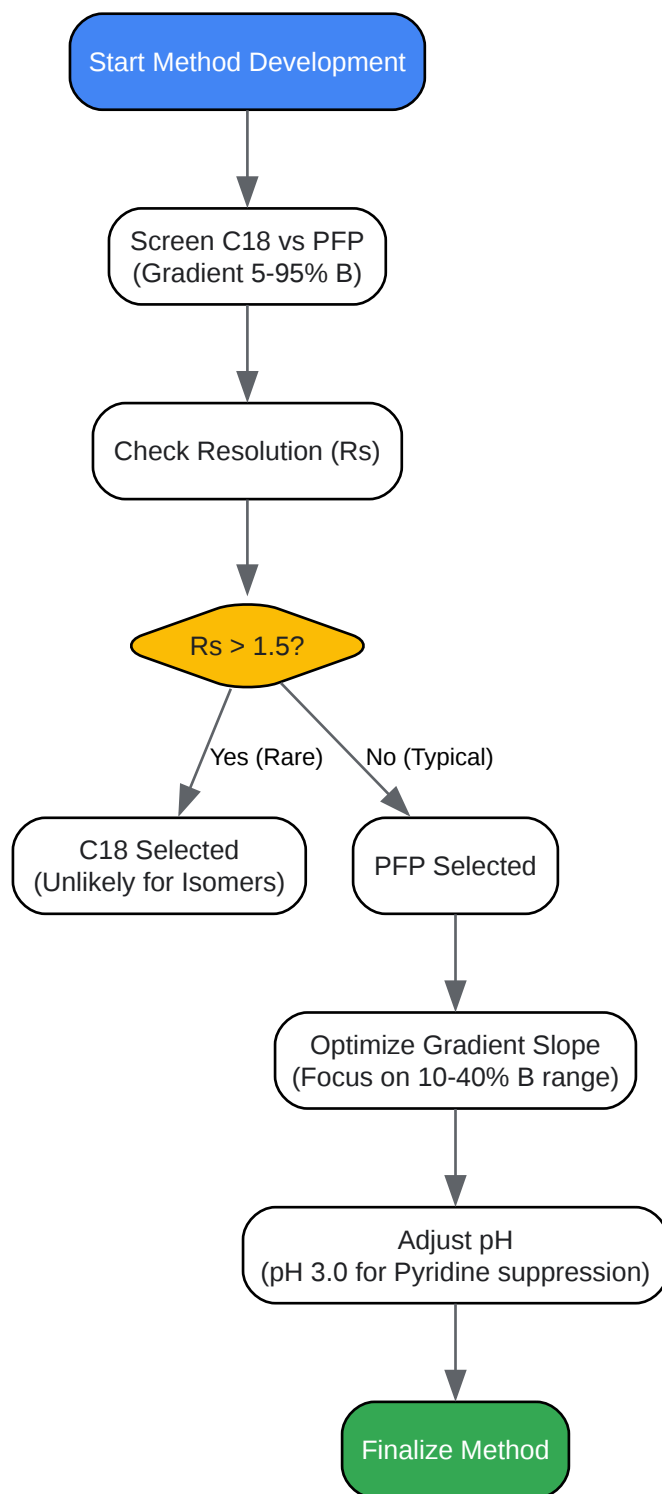 Start Method Development
Screen C18 vs PFP
(Gradient 5-95% B)
Check Resolution (Rs)
Rs > 1.5?
Yes (Rare)
No (Typical)
C18 Selected
(Unlikely for Isomers)
PFP Selected
Optimize Gradient Slope
(Focus on 10-40% B range)
Adjust pH
(pH 3.0 for Pyridine suppression)
Finalize Method